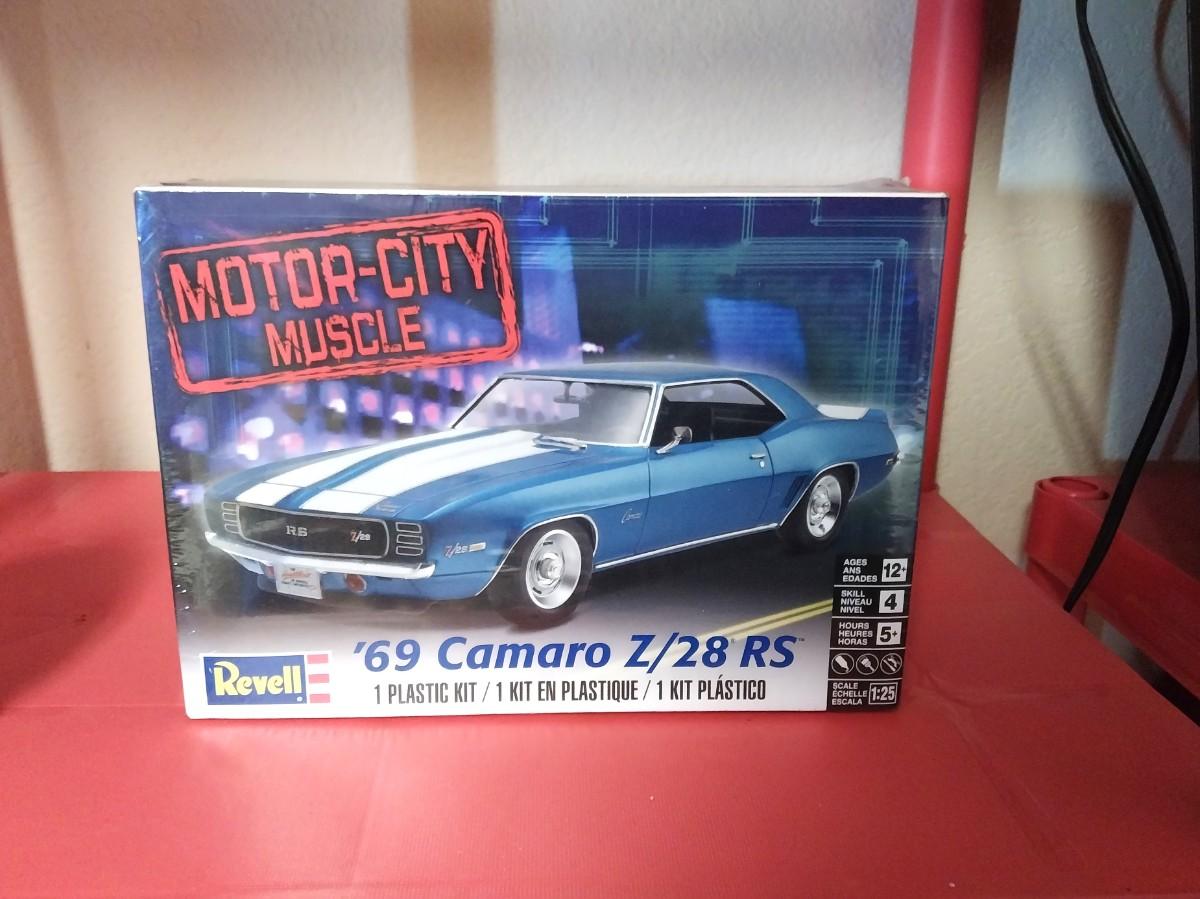 MOTOR-CITY
MUSCLE
RS
Z/28
Z/28
Camaro
'69 Camaro Z/28 RS™
Revell
1 PLASTIC KIT / 1 KIT EN PLASTIQUE / 1 KIT PLÁSTICO
AGES
ANS
EDADES
12+
SKILL
NIVEAU
NIVEL
4
HOURS
HEURES
HORAS
5+
SCALE
ÉCHELLE
ESCALA
1:25